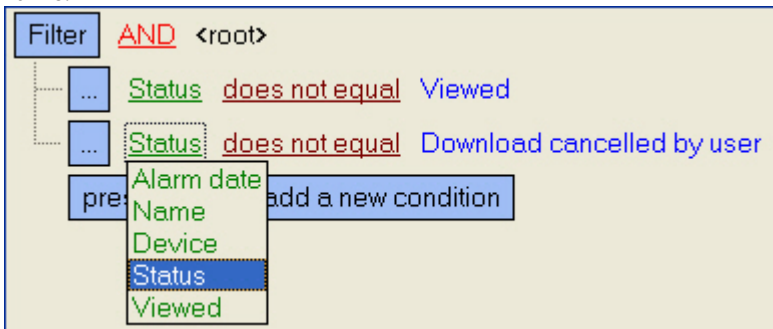 Filter AND <root>
... Status does not equal Viewed
... Status does not equal Download cancelled by user
Alarm date
pre add a new condition
Name
Device
Status
Viewed